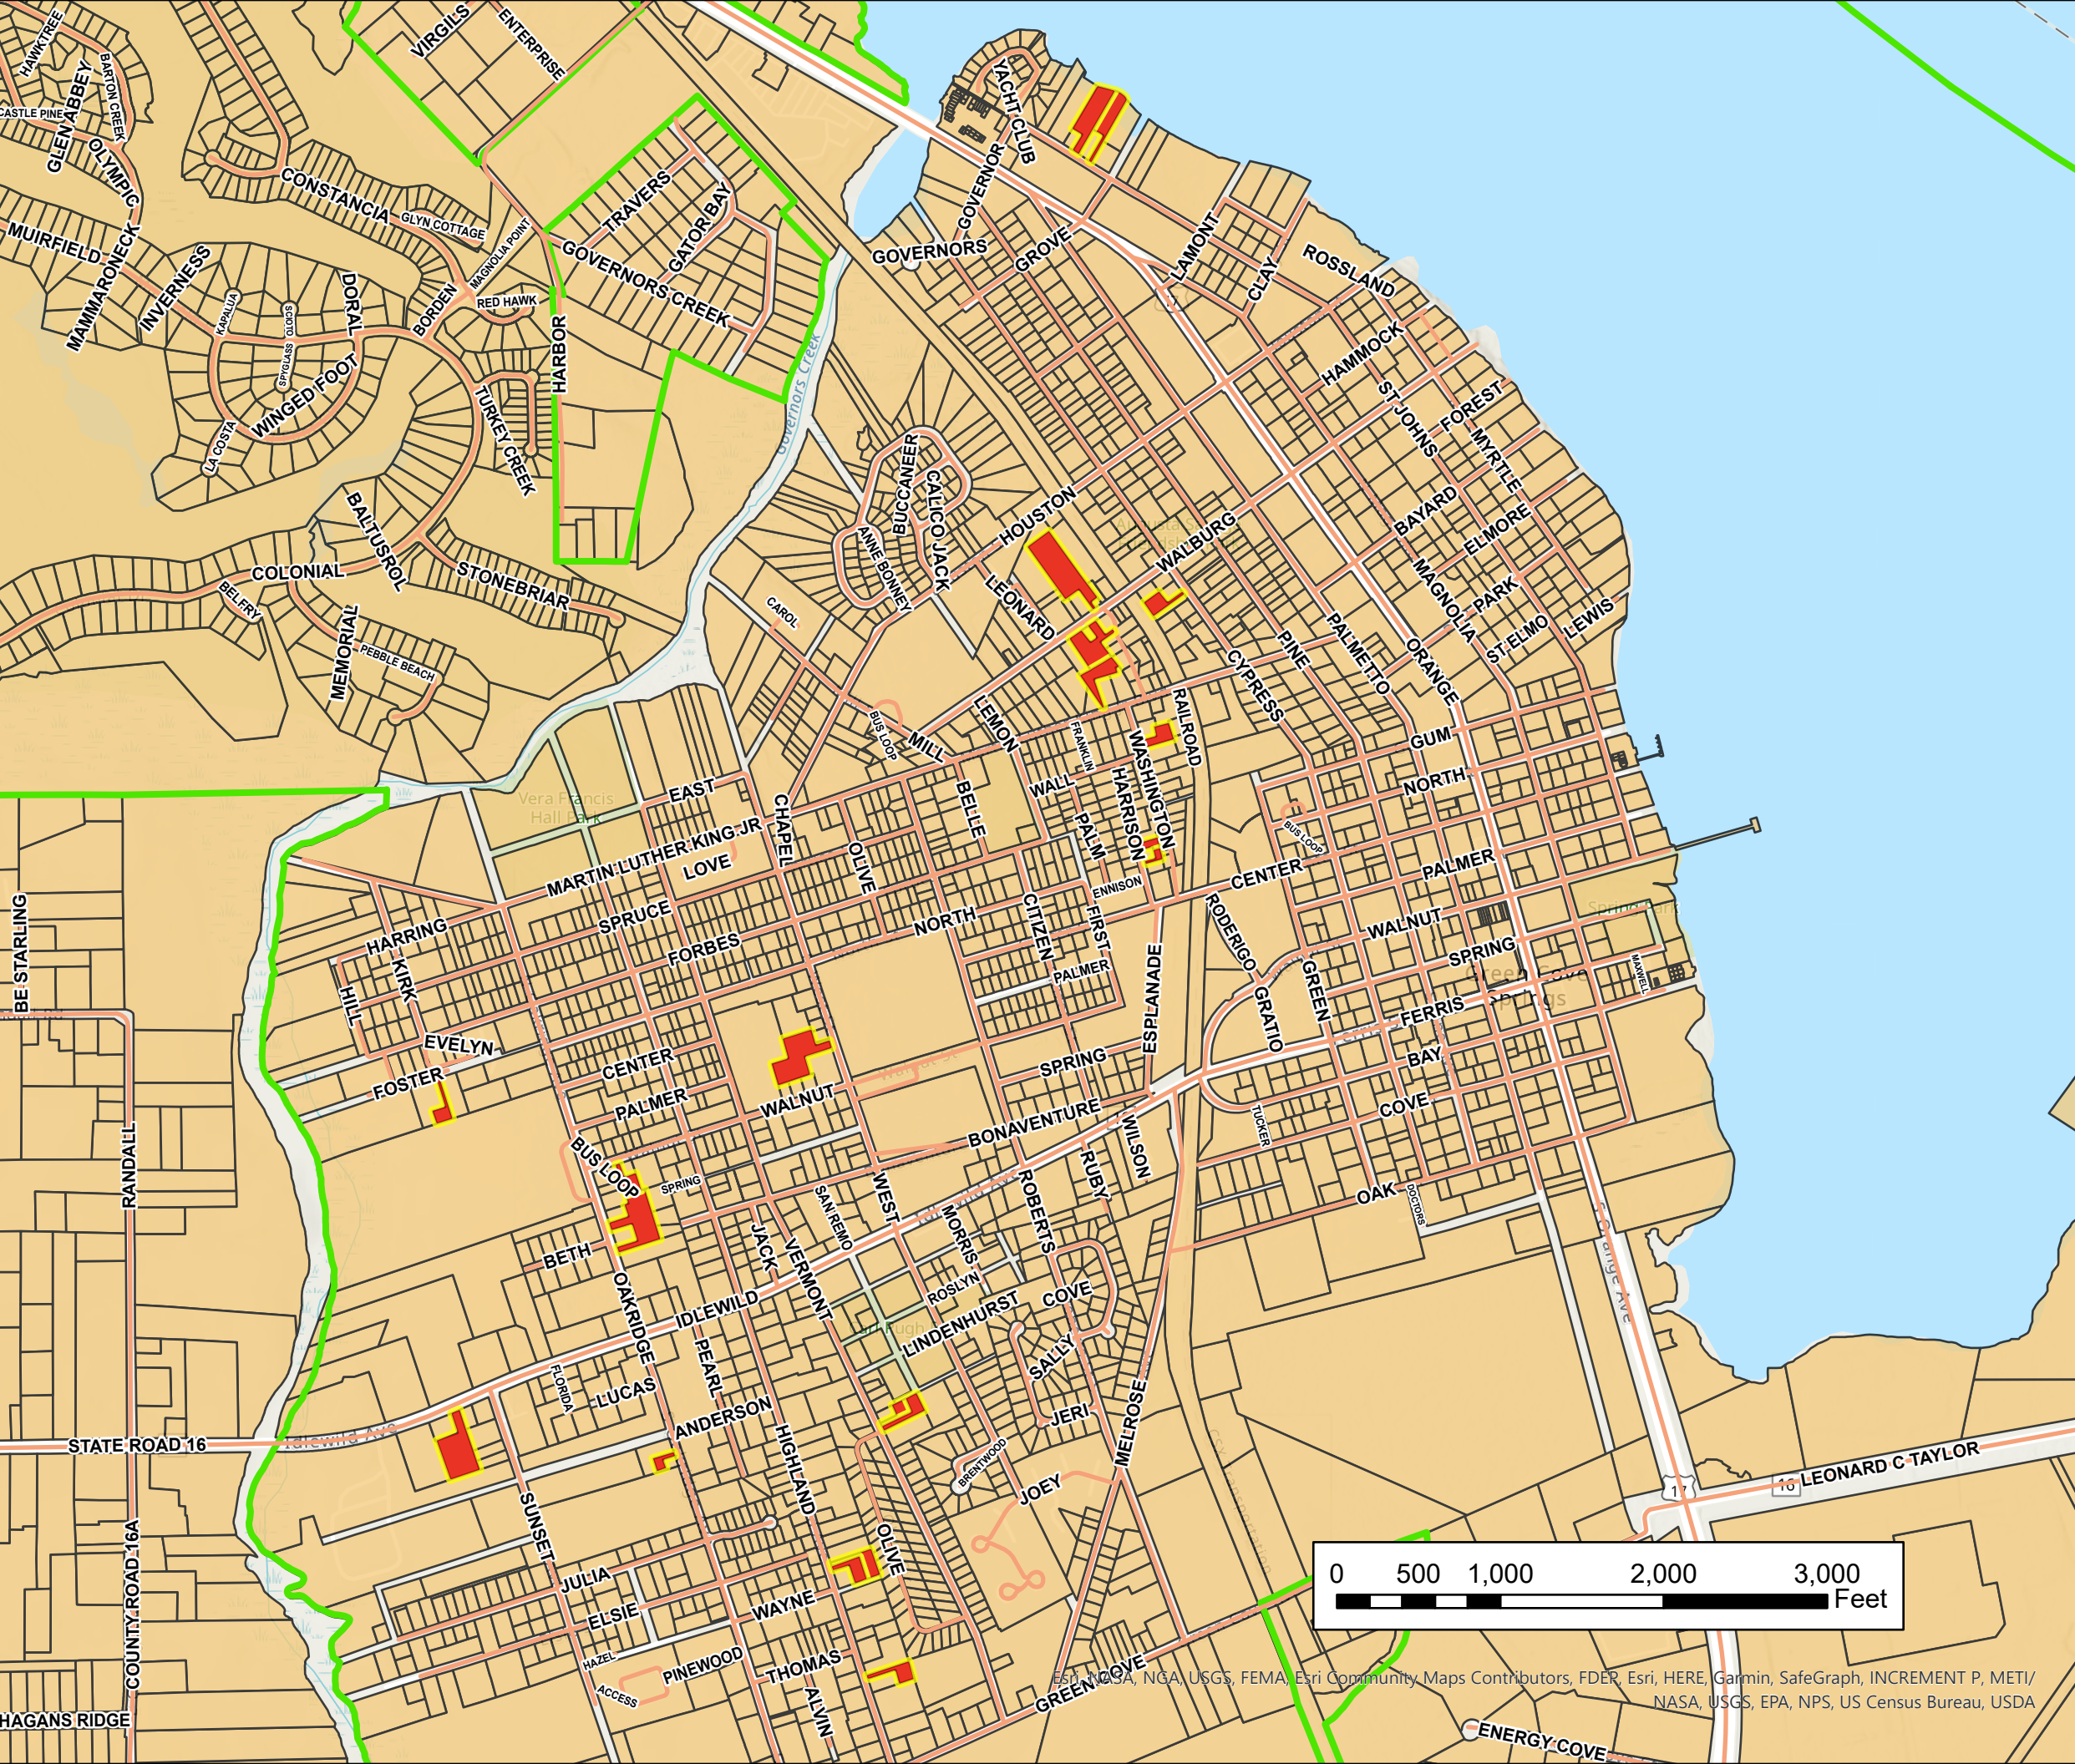 VIRGILS
ENTERPRISE
HAWKTREE
BARTON CREEK
GLEN ABBEY
CASTLE PINE
OLYMPIC
YACHT CLUB
GOVERNOR
CONSTANCIA
GLYN COTTAGE
MAGNOLIA POINT
TRAVERS
GATOR BAY
GOVERNORS CREEK
GOVERNORS
GROVE
LAMONT
CLAY
ROSSLAND
MUIRFIELD
MAMMARONECK
INVERNESS
KAPALUA
SCIOTO
SPYGLASS
DORAL
BORDEN
RED HAWK
HARBOR
WINGED FOOT
LA COSTA
TURKEY CREEK
Governors Creek
17
HAMMOCK
ST JOHNS
FOREST
MYRTLE
BUCCANEER
CALICO JACK
ANNE BONNEY
HOUSTON
WALBURG
BAYARD
ELMORE
BALTUSROL
COLONIAL
BELFRY
STONEBRIAR
MEMORIAL
PEBBLE BEACH
CAROL
LEONARD
MAGNOLIA
PARK
ST ELMO
LEWIS
PINE
PALMETTO
ORANGE
CYPRESS
RAILROAD
BUS LOOP
MILL
LEMON
FRANKLIN
WASHINGTON
HARRISON
GUM
NORTH
Vera Francis
Hall Park
EAST
CHAPEL
BELLE
WALL
PALM
BUS LOOP
MARTIN LUTHER KING JR
LOVE
OLIVE
ENNISON
CENTER
PALMER
BE STARLING
HARRING
KIRK
HILL
SPRUCE
FORBES
NORTH
CITIZEN
FIRST
PALMER
ESPLANADE
RODERIGO
GRATIO
GREEN
WALNUT
SPRING
Spring Park
MAXWELL
Green Cove
Springs
FERRIS
BAY
COVE
EVELYN
FOSTER
CENTER
PALMER
WALNUT
Walnut St
SPRING
BONAVENTURE
TUCKER
WILSON
RUBY
ROBERTS
OAK
DOCTORS
RANDALL
BUS LOOP
SPRING
SAN REMO
WEST
MORRIS
Idlewild Ave
BETH
OAKRIDGE
JACK
VERMONT
IDLEWILD
ROSLYN
COVE
LINDENHURST
SALLY
S Orange Ave
FLORIDA
LUCAS
PEARL
ANDERSON
HIGHLAND
JERI
MELROSE
STATE ROAD 16
Idlewild Ave
BRENTWOOD
JOEY
17
16
LEONARD C TAYLOR
SUNSET
COUNTY ROAD 16A
OLIVE
JULIA
ELSIE
WAYNE
HAZEL
PINEWOOD
THOMAS
ACCESS
ALVIN
HAGANS RIDGE
GREEN COVE
ENERGY COVE
0 500 1,000 2,000 3,000
Feet
Esri, NASA, NGA, USGS, FEMA, Esri Community Maps Contributors, FDEP, Esri, HERE, Garmin, SafeGraph, INCREMENT P, METI/
NASA, USGS, EPA, NPS, US Census Bureau, USDA